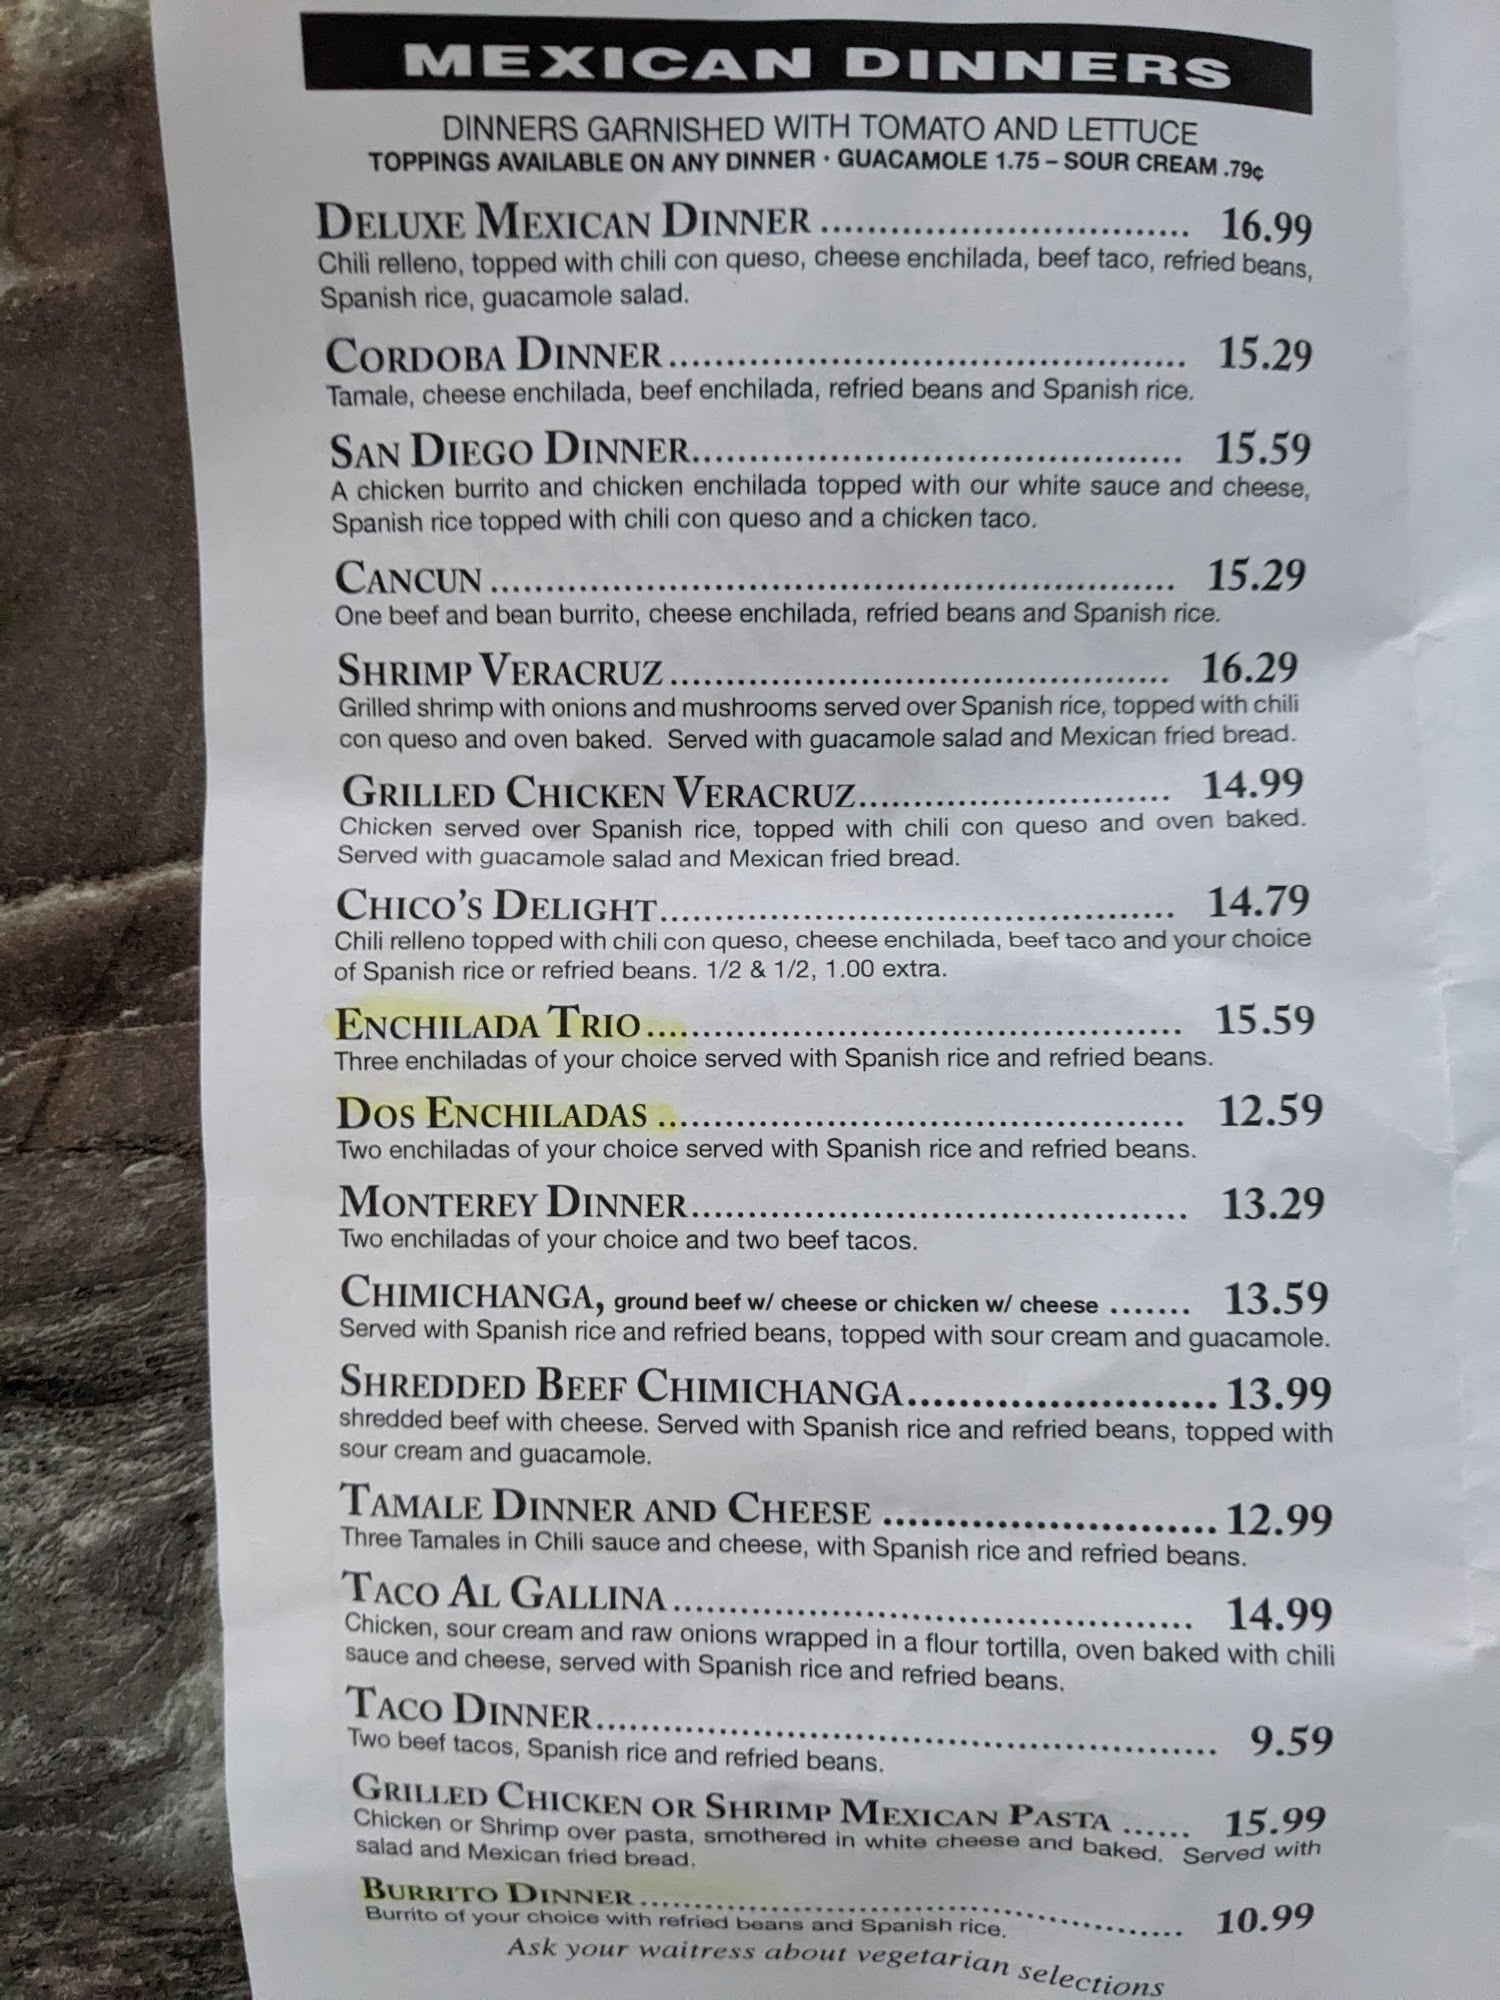 MEXICAN DINNERS
DINNERS GARNISHED WITH TOMATO AND LETTUCE
TOPPINGS AVAILABLE ON ANY DINNER · GUACAMOLE 1.75 – SOUR CREAM .79¢
DELUXE MEXICAN DINNER ................................ 16.99
Chili relleno, topped with chili con queso, cheese enchilada, beef taco, refried beans,
Spanish rice, guacamole salad.
CORDOBA DINNER............................................. 15.29
Tamale, cheese enchilada, beef enchilada, refried beans and Spanish rice.
SAN DIEGO DINNER.......................................... 15.59
A chicken burrito and chicken enchilada topped with our white sauce and cheese,
Spanish rice topped with chili con queso and a chicken taco.
CANCUN........................................................... 15.29
One beef and bean burrito, cheese enchilada, refried beans and Spanish rice.
SHRIMP VERACRUZ........................................... 16.29
Grilled shrimp with onions and mushrooms served over Spanish rice, topped with chili
con queso and oven baked. Served with guacamole salad and Mexican fried bread.
GRILLED CHICKEN VERACRUZ........................... 14.99
Chicken served over Spanish rice, topped with chili con queso and oven baked.
Served with guacamole salad and Mexican fried bread.
CHICO'S DELIGHT............................................ 14.79
Chili relleno topped with chili con queso, cheese enchilada, beef taco and your choice
of Spanish rice or refried beans. 1/2 & 1/2, 1.00 extra.
ENCHILADA TRIO.............................................. 15.59
Three enchiladas of your choice served with Spanish rice and refried beans.
DOS ENCHILADAS ............................................. 12.59
Two enchiladas of your choice served with Spanish rice and refried beans.
MONTEREY DINNER........................................... 13.29
Two enchiladas of your choice and two beef tacos.
CHIMICHANGA, ground beef w/ cheese or chicken w/ cheese ....... 13.59
Served with Spanish rice and refried beans, topped with sour cream and guacamole.
SHREDDED BEEF CHIMICHANGA.......................... 13.99
shredded beef with cheese. Served with Spanish rice and refried beans, topped with
sour cream and guacamole.
TAMALE DINNER AND CHEESE ............................ 12.99
Three Tamales in Chili sauce and cheese, with Spanish rice and refried beans.
TACO AL GALLINA............................................. 14.99
Chicken, sour cream and raw onions wrapped in a flour tortilla, oven baked with chili
sauce and cheese, served with Spanish rice and refried beans.
TACO DINNER..................................................... 9.59
Two beef tacos, Spanish rice and refried beans.
GRILLED CHICKEN OR SHRIMP MEXICAN PASTA ...... 15.99
Chicken or Shrimp over pasta, smothered in white cheese and baked. Served with
salad and Mexican fried bread.
BURRITO DINNER............................................... 10.99
Burrito of your choice with refried beans and Spanish rice.
Ask your waitress about vegetarian selections